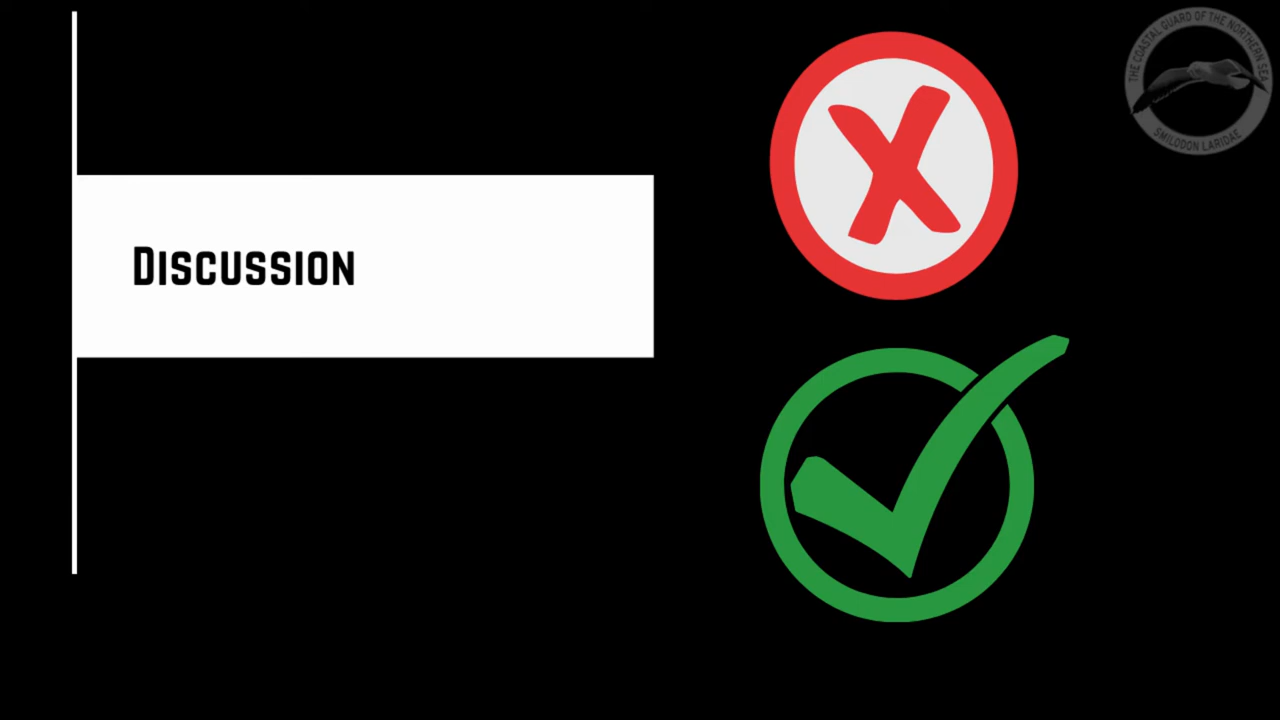 Discussion
THE COASTAL GUARD OF THE NORTHERN SEA
SMILODON LARIDAE